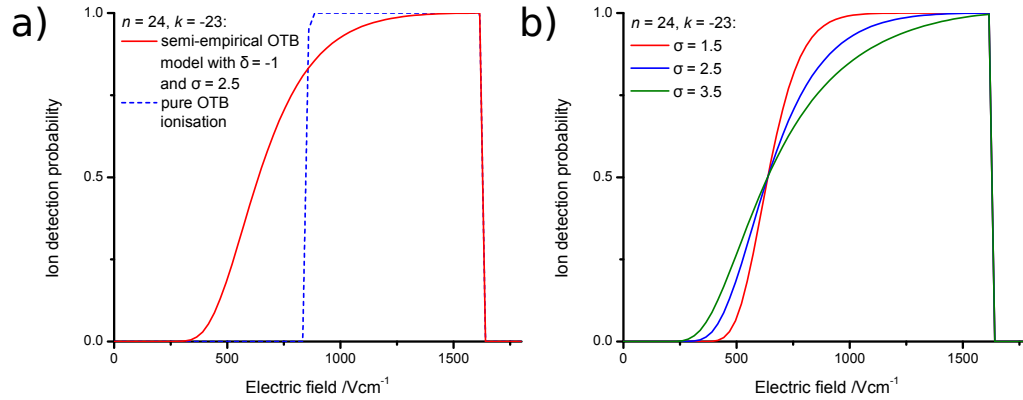 a)
n = 24, k = -23:
semi-empirical OTB
model with δ = -1
and σ = 2.5
pure OTB
ionisation
1.0
0.5
0.0
Ion detection probability
0
500
1000
1500
Electric field /Vcm-1
b)
n = 24, k = -23:
σ = 1.5
σ = 2.5
σ = 3.5
1.0
0.5
0.0
Ion detection probability
0
500
1000
1500
Electric field /Vcm-1